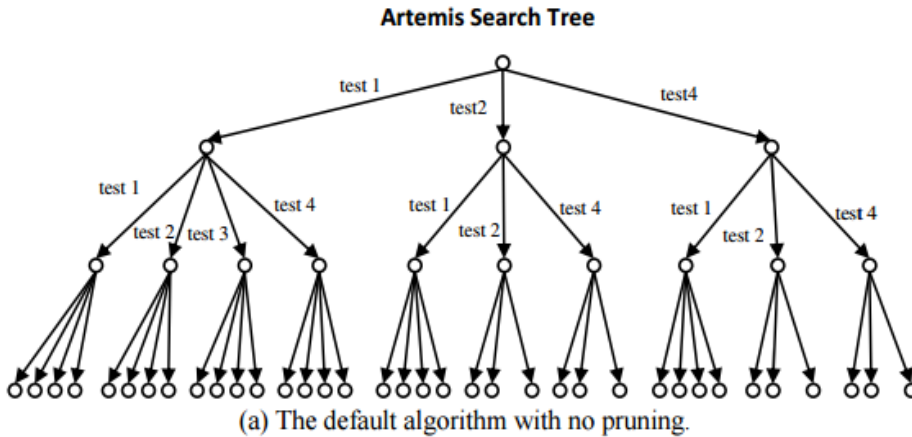 Artemis Search Tree
test 1
test2
test4
test 1
test 2
test 3
test 4
test 1
test 2
test 4
test 1
test 2
test 4
(a) The default algorithm with no pruning.